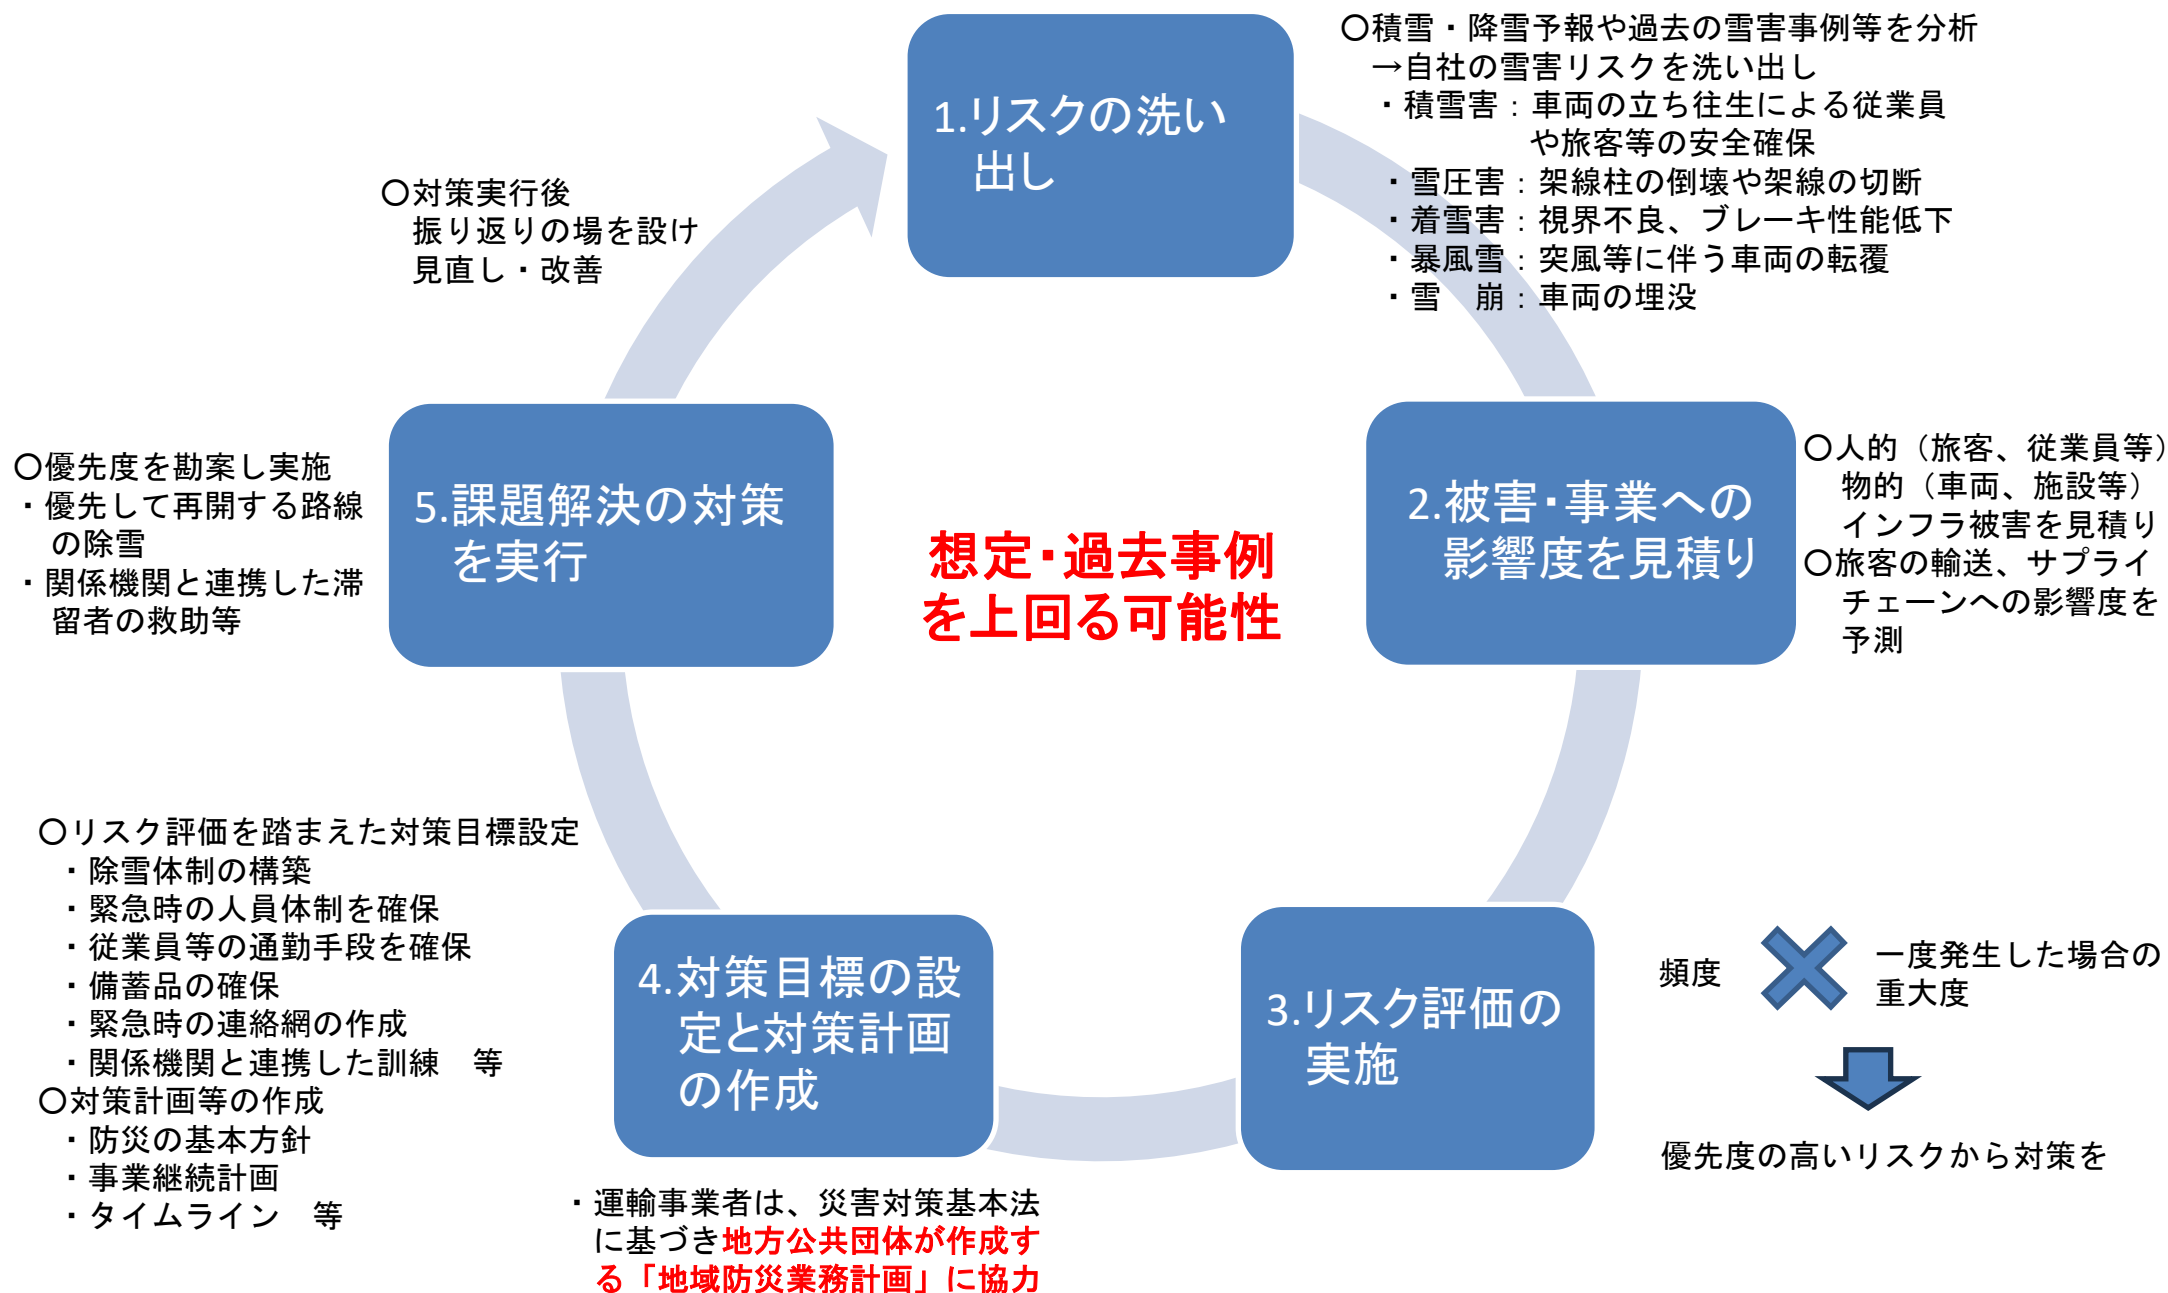 1.リスクの洗い
出し
〇積雪・降雪予報や過去の雪害事例等を分析
→自社の雪害リスクを洗い出し
・積雪害：車両の立ち往生による従業員
や旅客等の安全確保
・雪圧害：架線柱の倒壊や架線の切断
・着雪害：視界不良、ブレーキ性能低下
・暴風雪：突風等に伴う車両の転覆
・雪　崩：車両の埋没
2.被害・事業への
影響度を見積り
〇人的（旅客、従業員等）
物的（車両、施設等）
インフラ被害を見積り
〇旅客の輸送、サプライ
チェーンへの影響度を
予測
3.リスク評価の
実施
頻度
一度発生した場合の
重大度
優先度の高いリスクから対策を
4.対策目標の設
定と対策計画
の作成
〇リスク評価を踏まえた対策目標設定
・除雪体制の構築
・緊急時の人員体制を確保
・従業員等の通勤手段を確保
・備蓄品の確保
・緊急時の連絡網の作成
・関係機関と連携した訓練　等
〇対策計画等の作成
・防災の基本方針
・事業継続計画
・タイムライン　等
・運輸事業者は、災害対策基本法
に基づき地方公共団体が作成す
る「地域防災業務計画」に協力
5.課題解決の対策
を実行
〇優先度を勘案し実施
・優先して再開する路線
の除雪
・関係機関と連携した滞
留者の救助等
〇対策実行後
振り返りの場を設け
見直し・改善
想定・過去事例
を上回る可能性